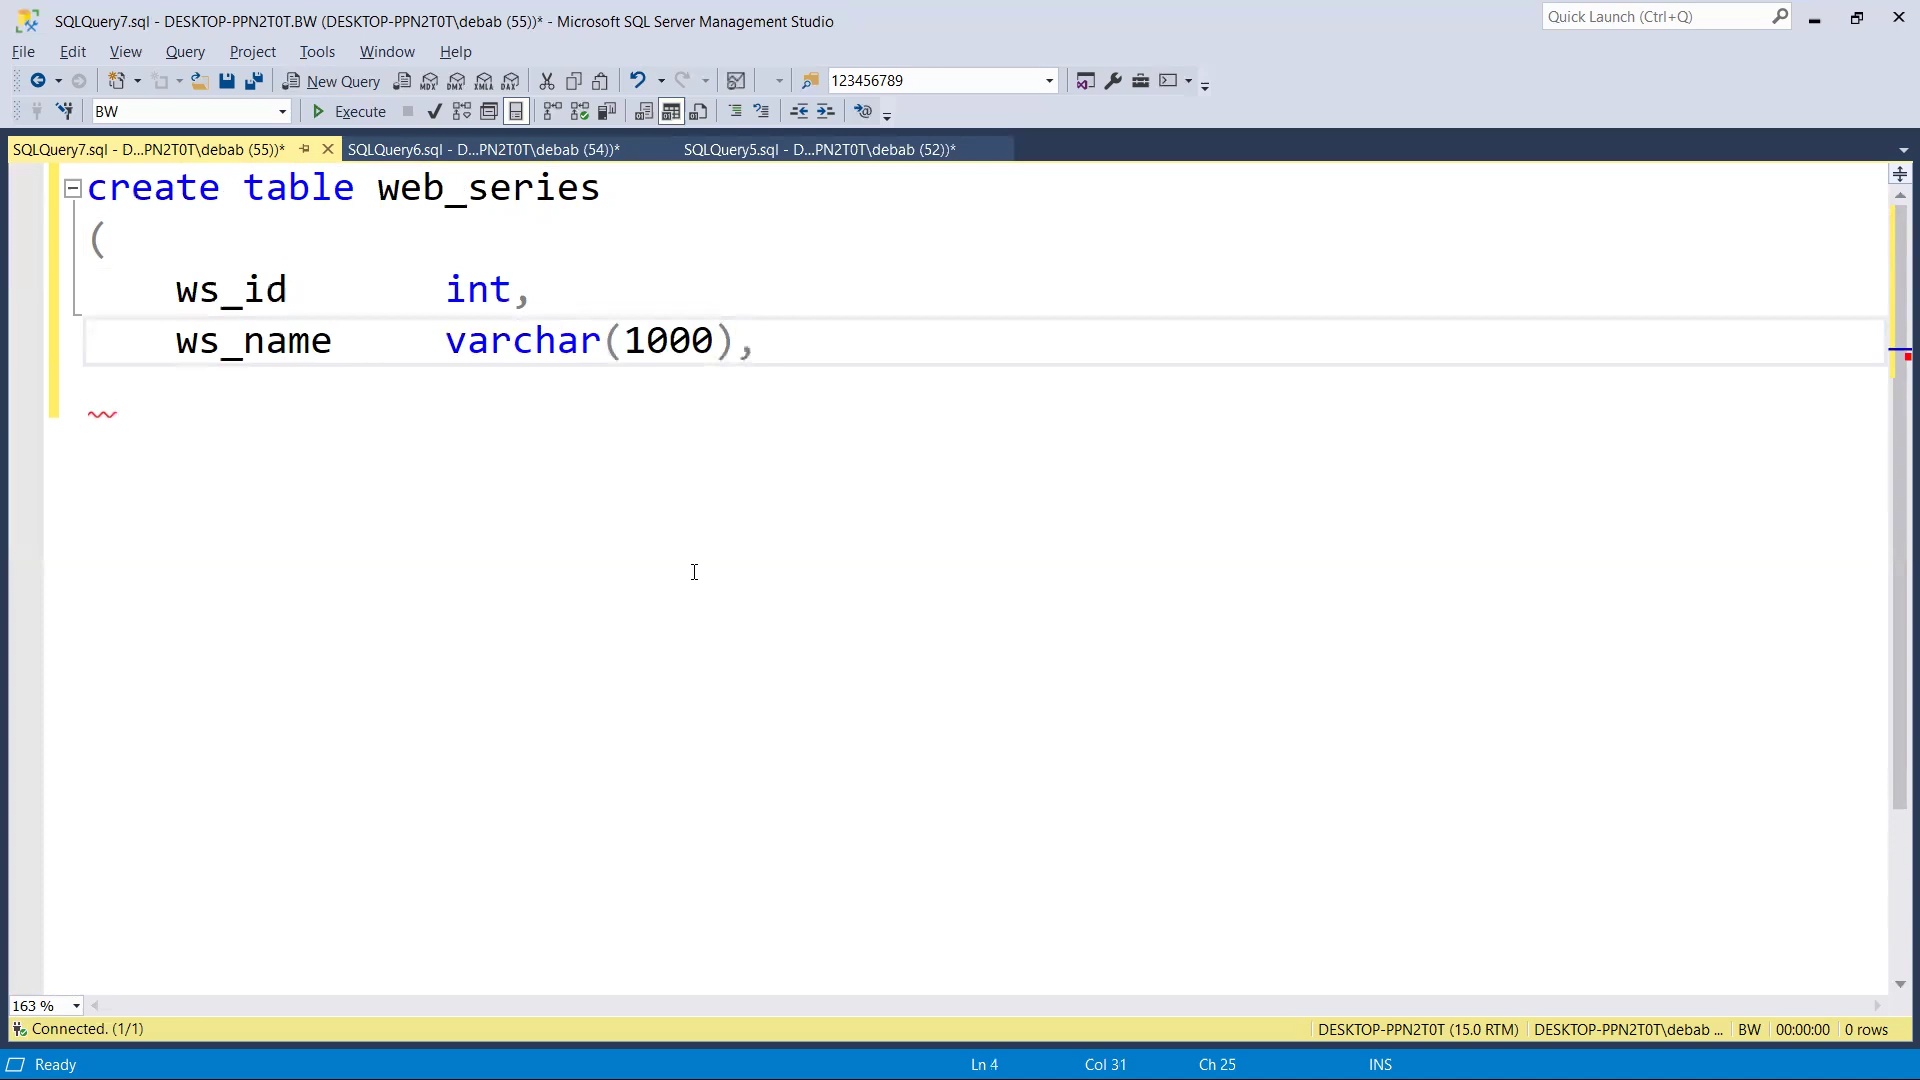 SQLQuery7.sql - DESKTOP-PPN2T0T.BW (DESKTOP-PPN2T0T\debab (55))* - Microsoft SQL Server Management Studio
Quick Launch (Ctrl+Q)
File Edit View Query Project Tools Window Help
New Query MDX DMX XMLA DAX 123456789
BW Execute
SQLQuery7.sql - D...PN2T0T\debab (55))* SQLQuery6.sql - D...PN2T0T\debab (54))* SQLQuery5.sql - D...PN2T0T\debab (52))*
create table web_series
(
ws_id int,
ws_name varchar(1000),
163 %
Connected. (1/1) DESKTOP-PPN2T0T (15.0 RTM) DESKTOP-PPN2T0T\debab ... BW 00:00:00 0 rows
Ready Ln 4 Col 31 Ch 25 INS